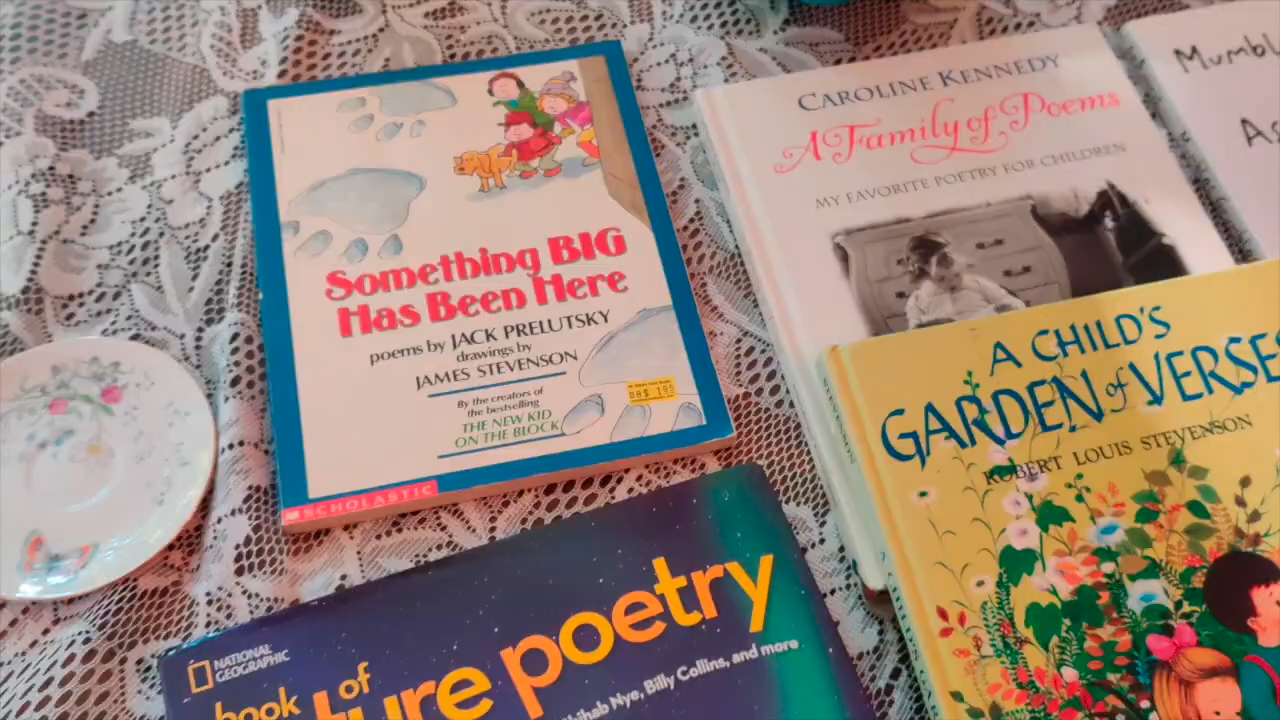 Something BIG
Has Been Here
poems by JACK PRELUTSKY
drawings by
JAMES STEVENSON
By the creators of
the bestselling
THE NEW KID
ON THE BLOCK
SCHOLASTIC
CAROLINE KENNEDY
A Family of Poems
MY FAVORITE POETRY FOR CHILDREN
A CHILD'S
GARDEN of VERSES
ROBERT LOUIS STEVENSON
NATIONAL
GEOGRAPHIC
book of
ture poetry
Nye, Billy Collins, and more